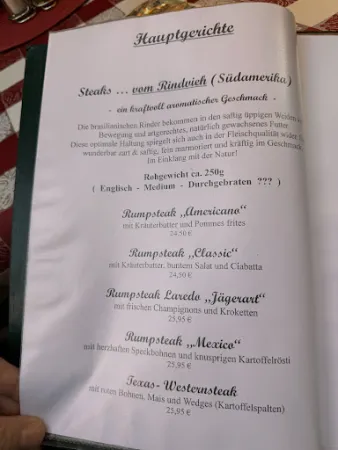 Hauptgerichte
Steaks ... vom Rindvieh (Südamerika)
- ein kraftvoll aromatischer Geschmack -
Die brasilianischen Rinder bekommen in den saftig üppigen Weiden
Bewegung und artgerechtes, natürlich gewachsenes Futter.
Diese optimale Haltung spiegelt sich auch in der Fleischqualität wider.
wunderbar zart & saftig, fein marmoriert und kräftig im Geschmack
Im Einklang mit der Natur!
Rohgewicht ca. 250g
( Englisch - Medium - Durchgebraten ??? )
Rumpsteak „Americano“
mit Kräuterbutter und Pommes frites
24,50 €
Rumpsteak „Classic“
mit Kräuterbutter, buntem Salat und Ciabatta
24,50 €
Rumpsteak Laredo „Jägerart“
mit frischen Champignons und Kroketten
25,95 €
Rumpsteak „Mexico“
mit herzhaften Speckbohnen und knusprigen Kartoffelrösti
25,95 €
Texas- Westernsteak
mit roten Bohnen, Mais und Wedges (Kartoffelspalten)
25,95 €